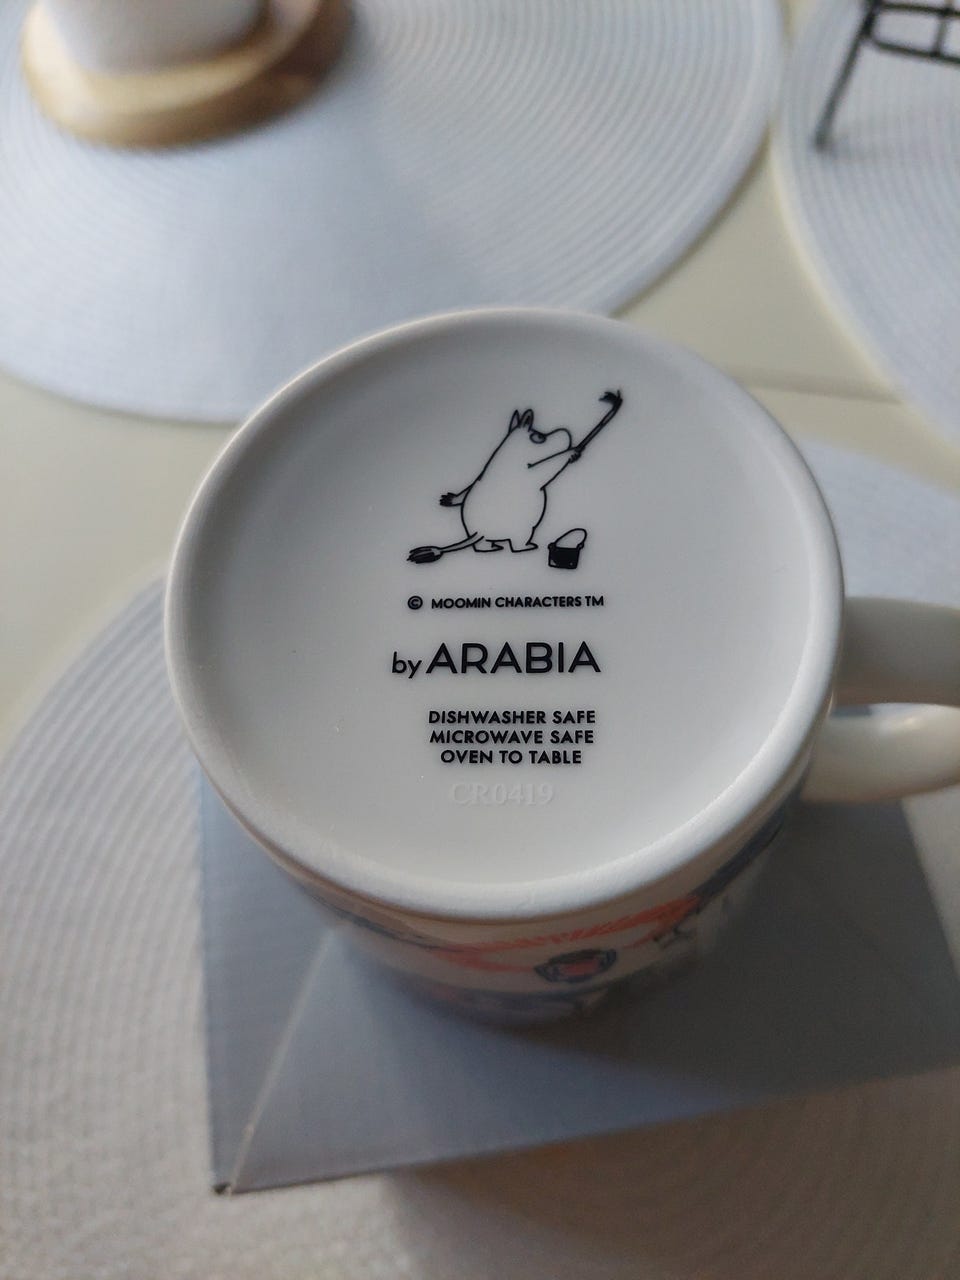 © MOOMIN CHARACTERS TM
by ARABIA
DISHWASHER SAFE
MICROWAVE SAFE
OVEN TO TABLE
CR0419